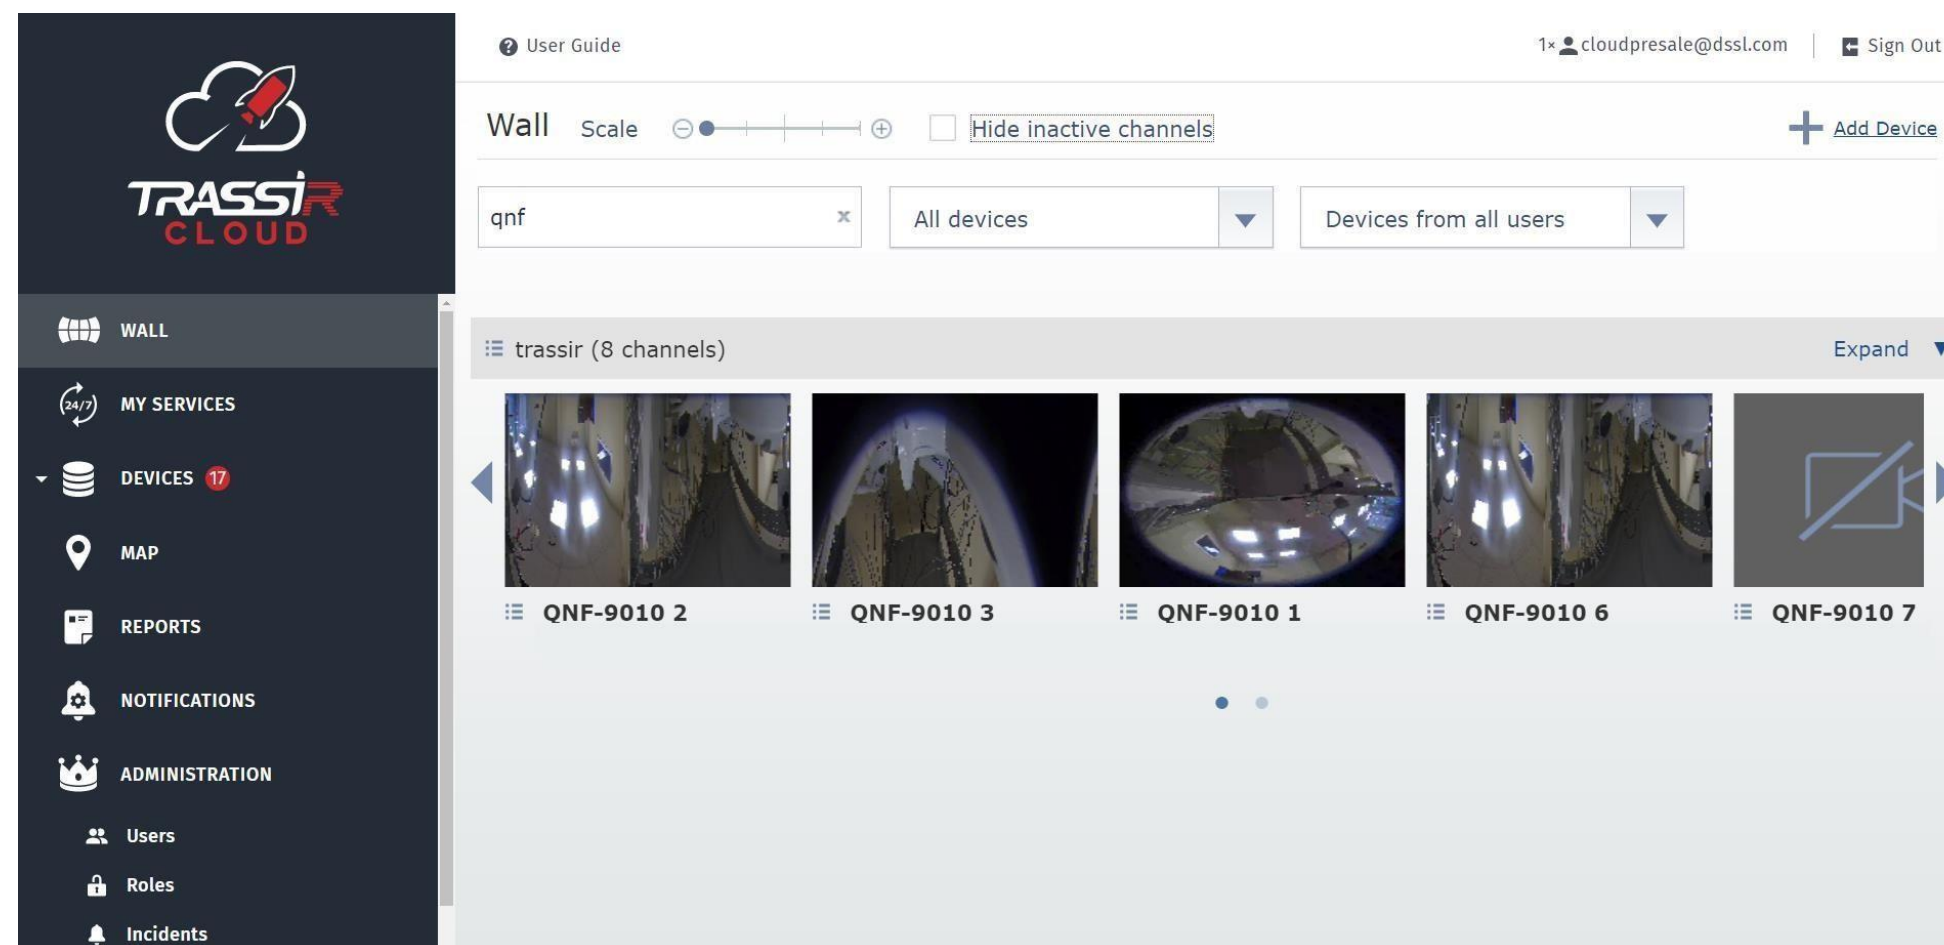 TRASSIR
CLOUD
User Guide
1× cloudpresale@dssl.com
Sign Out
Wall Scale Hide inactive channels Add Device
qnf x All devices Devices from all users
WALL
24/7 MY SERVICES
DEVICES 17
MAP
REPORTS
NOTIFICATIONS
ADMINISTRATION
Users
Roles
Incidents
trassir (8 channels) Expand
QNF-9010 2 QNF-9010 3 QNF-9010 1 QNF-9010 6 QNF-9010 7